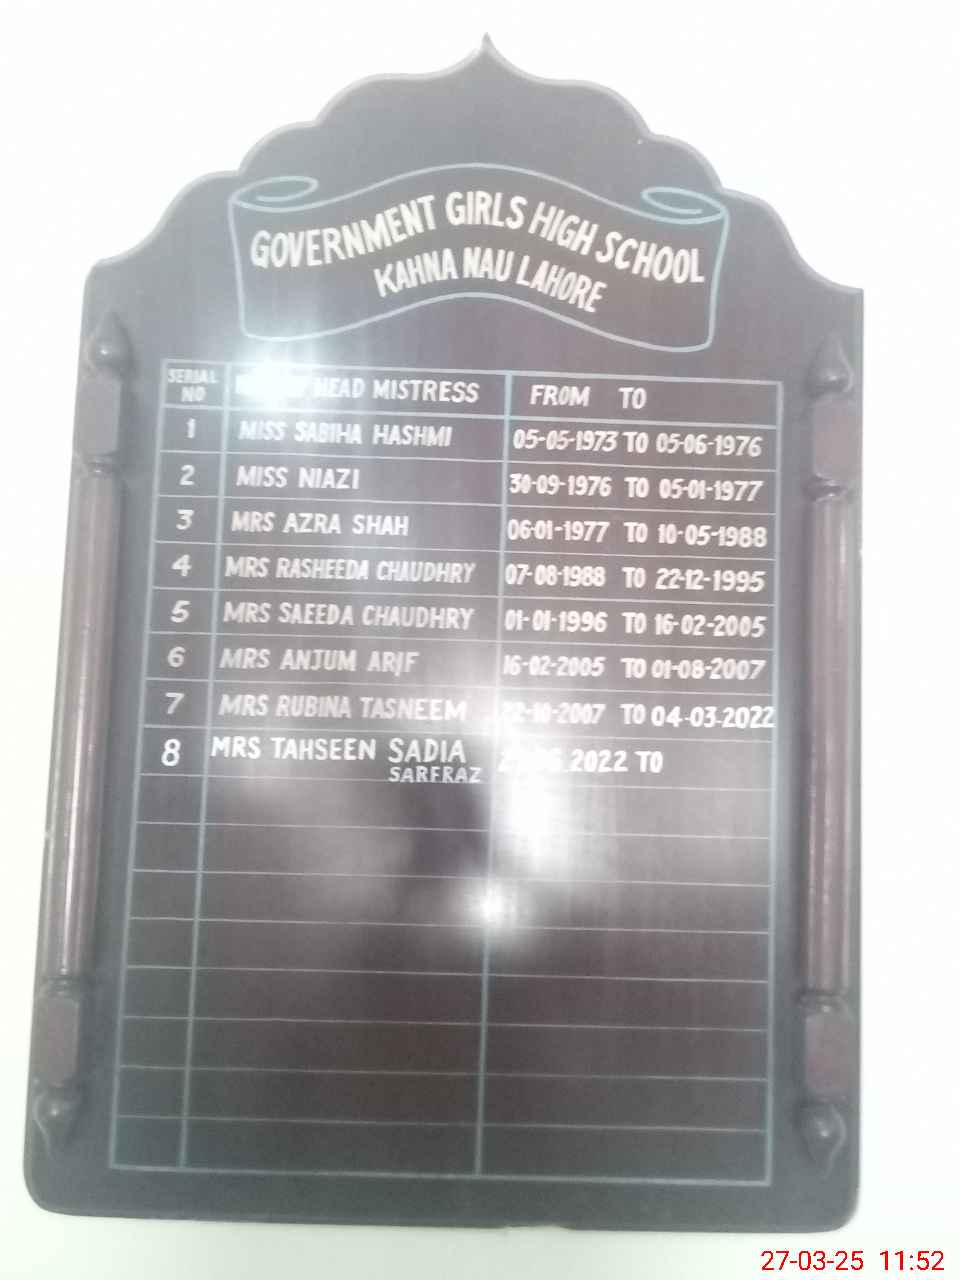 GOVERNMENT GIRLS HIGH SCHOOL
KAHNA NAU LAHORE
SERIAL NO HEAD MISTRESS FROM TO
1 MISS SABIHA HASHMI 05-05-1973 TO 05-06-1976
2 MISS NIAZI 30-09-1976 TO 05-01-1977
3 MRS AZRA SHAH 06-01-1977 TO 10-05-1988
4 MRS RASHEEDA CHAUDHRY 07-08-1988 TO 22-12-1995
5 MRS SAEEDA CHAUDHRY 01-01-1996 TO 16-02-2005
6 MRS ANJUM ARIF 16-02-2005 TO 01-08-2007
7 MRS RUBINA TASNEEM 22-10-2007 TO 04-03-2022
8 MRS TAHSEEN SADIA 2022 TO
SARFRAZ
27-03-25 11:52